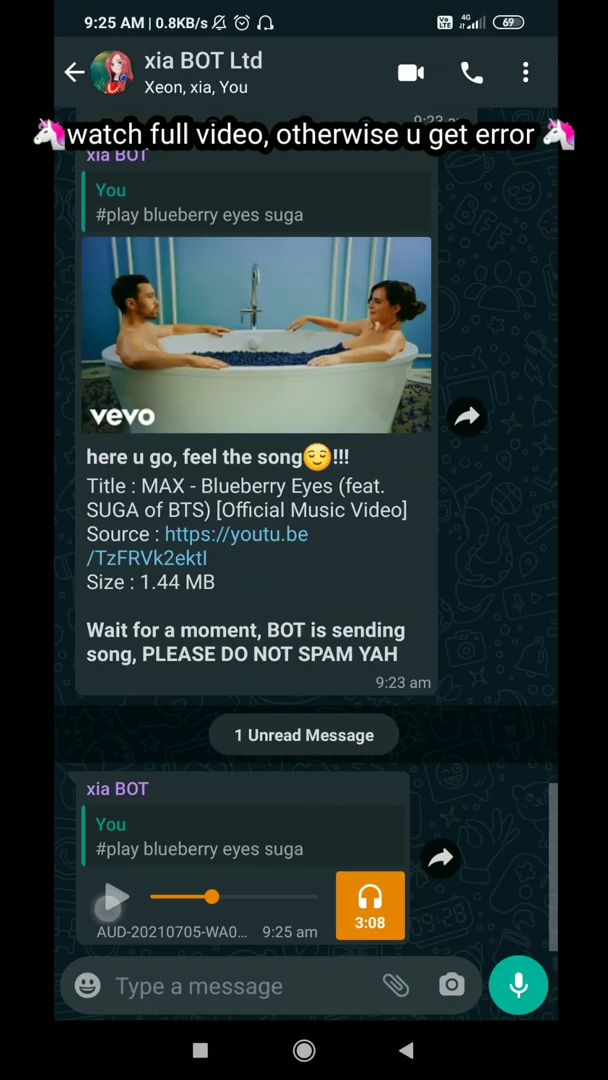 9:25 AM | 0.8KB/s
Vo LTE 4G 69
xia BOT Ltd
Xeon, xia, You
🦄watch full video, otherwise u get error🦄
xia BOT
You
#play blueberry eyes suga
vevo
here u go, feel the song😌!!!
Title : MAX - Blueberry Eyes (feat.
SUGA of BTS) [Official Music Video]
Source : https://youtu.be
/TzFRVk2ektI
Size : 1.44 MB
Wait for a moment, BOT is sending
song, PLEASE DO NOT SPAM YAH
9:23 am
1 Unread Message
xia BOT
You
#play blueberry eyes suga
3:08
AUD-20210705-WA0... 9:25 am
Type a message